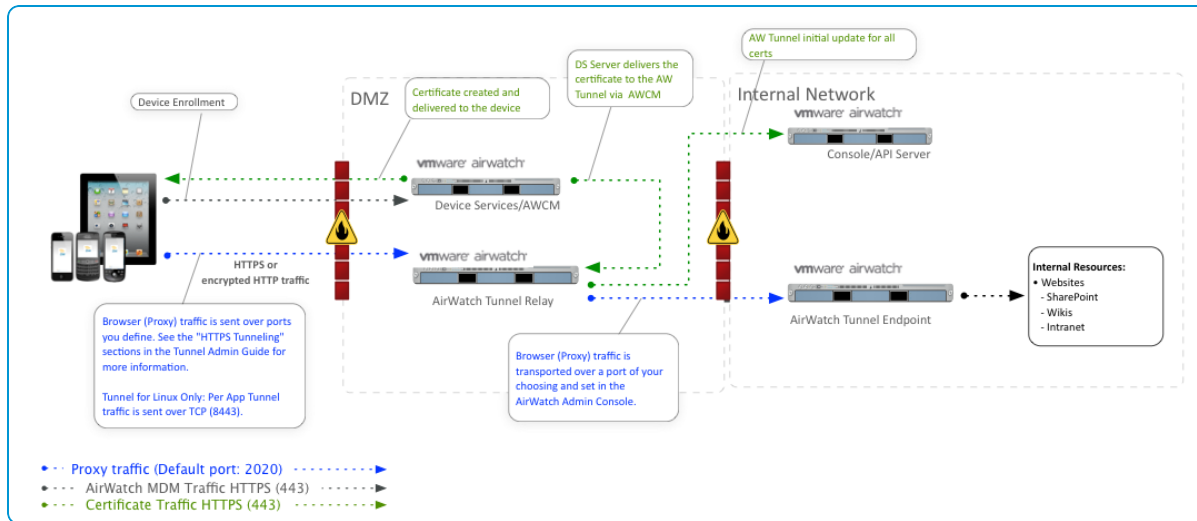 AW Tunnel initial update for all
certs
DS Server delivers the
certificate to the AW
Tunnel via AWCM
Certificate created and
delivered to the device
Device Enrollment
DMZ
Internal Network
vmware airwatch
Console/API Server
vmware airwatch
Device Services/AWCM
vmware airwatch
AirWatch Tunnel Relay
HTTPS or
encrypted HTTP traffic
vmware airwatch
AirWatch Tunnel Endpoint
Internal Resources:
• Websites
- SharePoint
- Wikis
- Intranet
Browser (Proxy) traffic is sent over ports
you define. See the "HTTPS Tunneling"
sections in the Tunnel Admin Guide for
more information.
Tunnel for Linux Only: Per App Tunnel
traffic is sent over TCP (8443).
Browser (Proxy) traffic is
transported over a port of your
choosing and set in the
AirWatch Admin Console.
Proxy traffic (Default port: 2020)
AirWatch MDM Traffic HTTPS (443)
Certificate Traffic HTTPS (443)